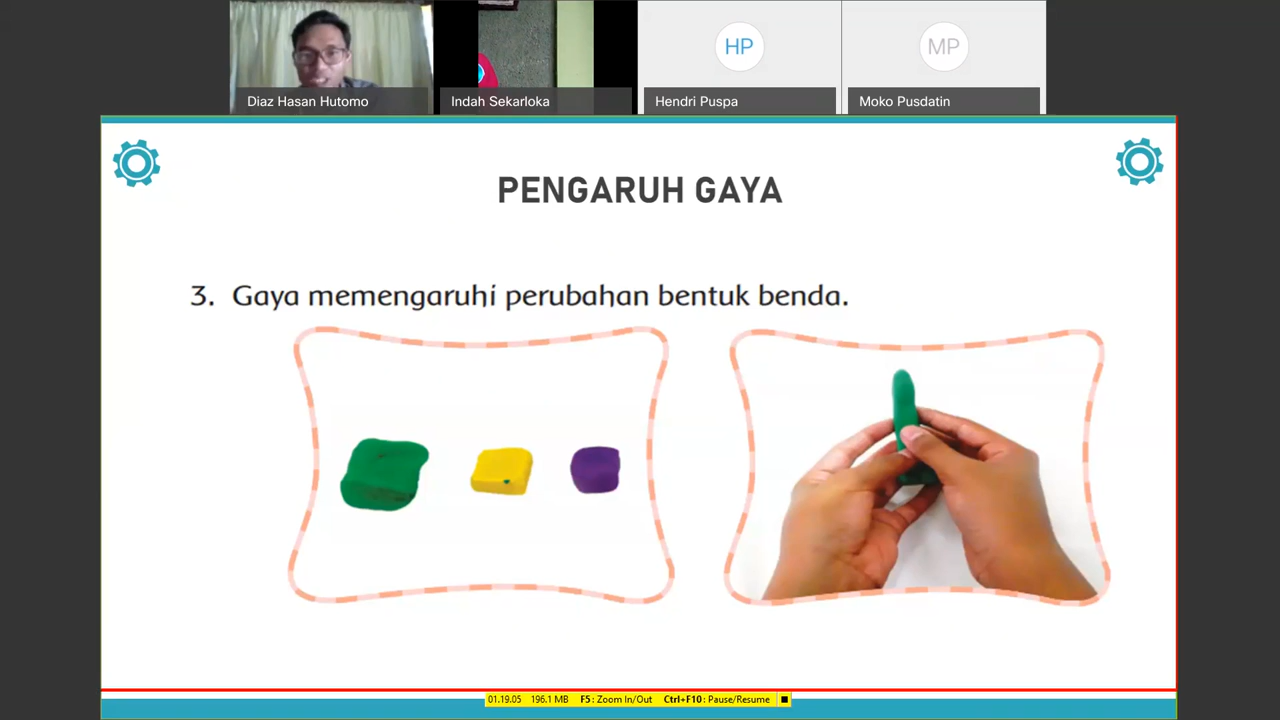 HP
MP
Diaz Hasan Hutomo
Indah Sekarloka
Hendri Puspa
Moko Pusdatin
PENGARUH GAYA
3. Gaya memengaruhi perubahan bentuk benda.
01.19.05 196.1 MB F5 : Zoom In/Out Ctrl+F10 : Pause/Resume